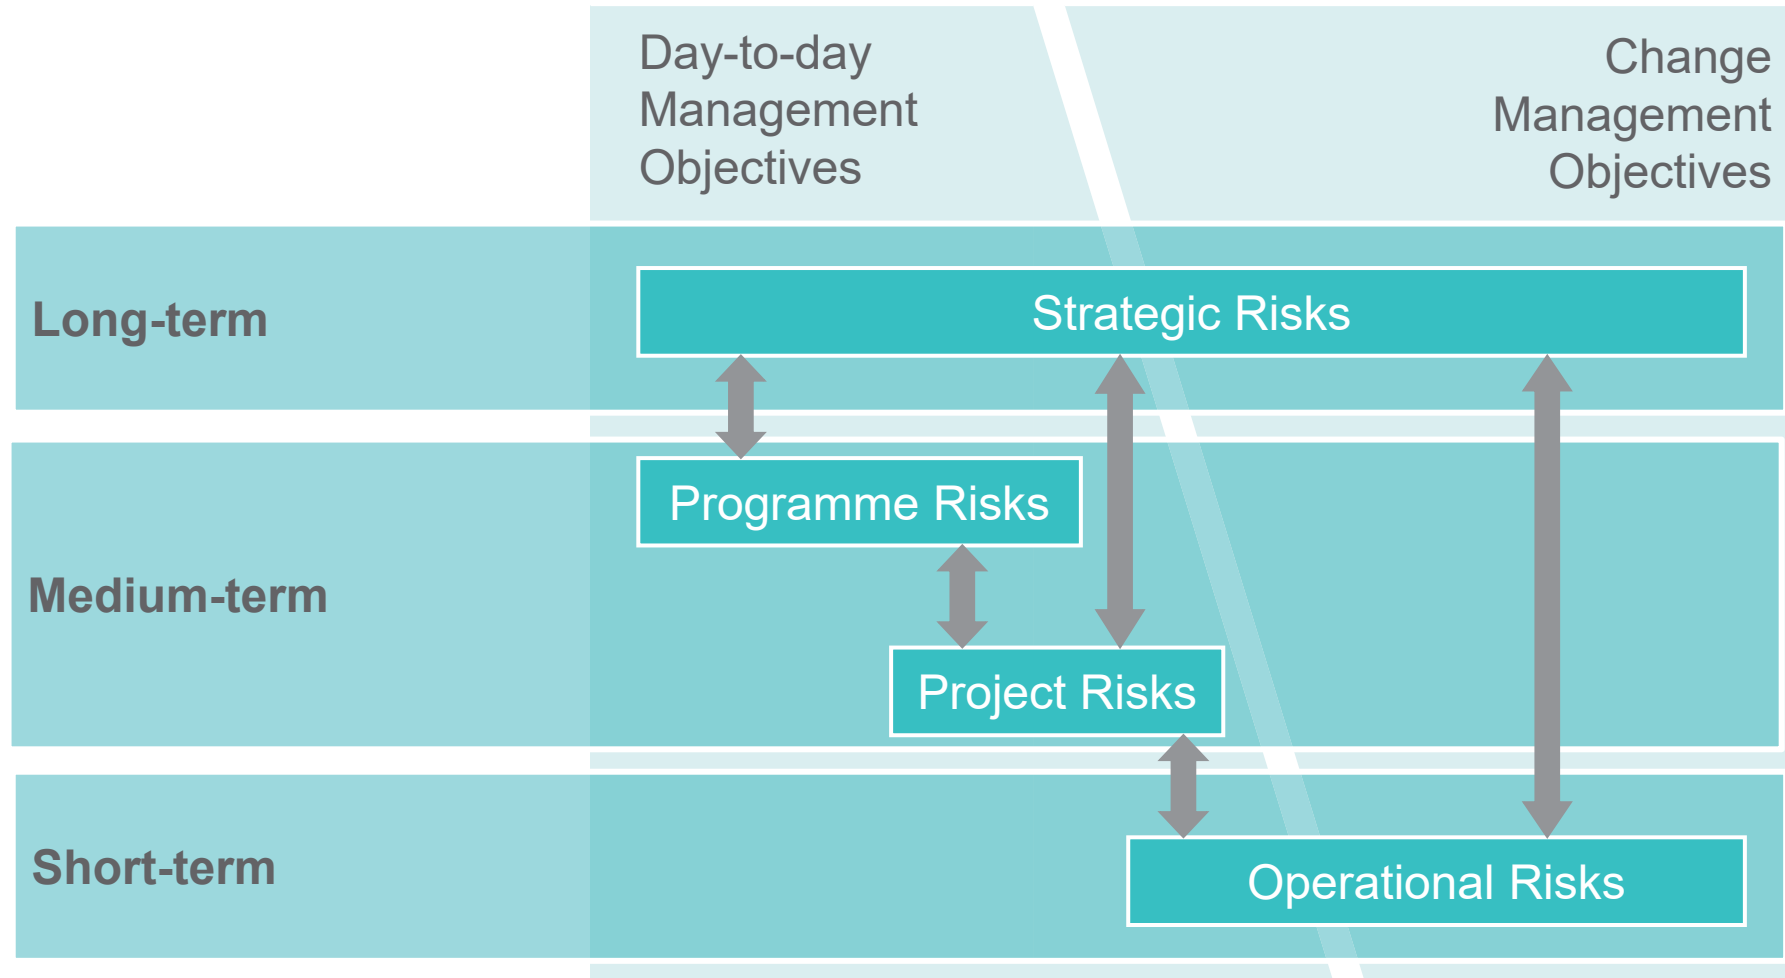 Day-to-day
Management
Objectives
Change
Management
Objectives
Long-term
Strategic Risks
Programme Risks
Medium-term
Project Risks
Short-term
Operational Risks